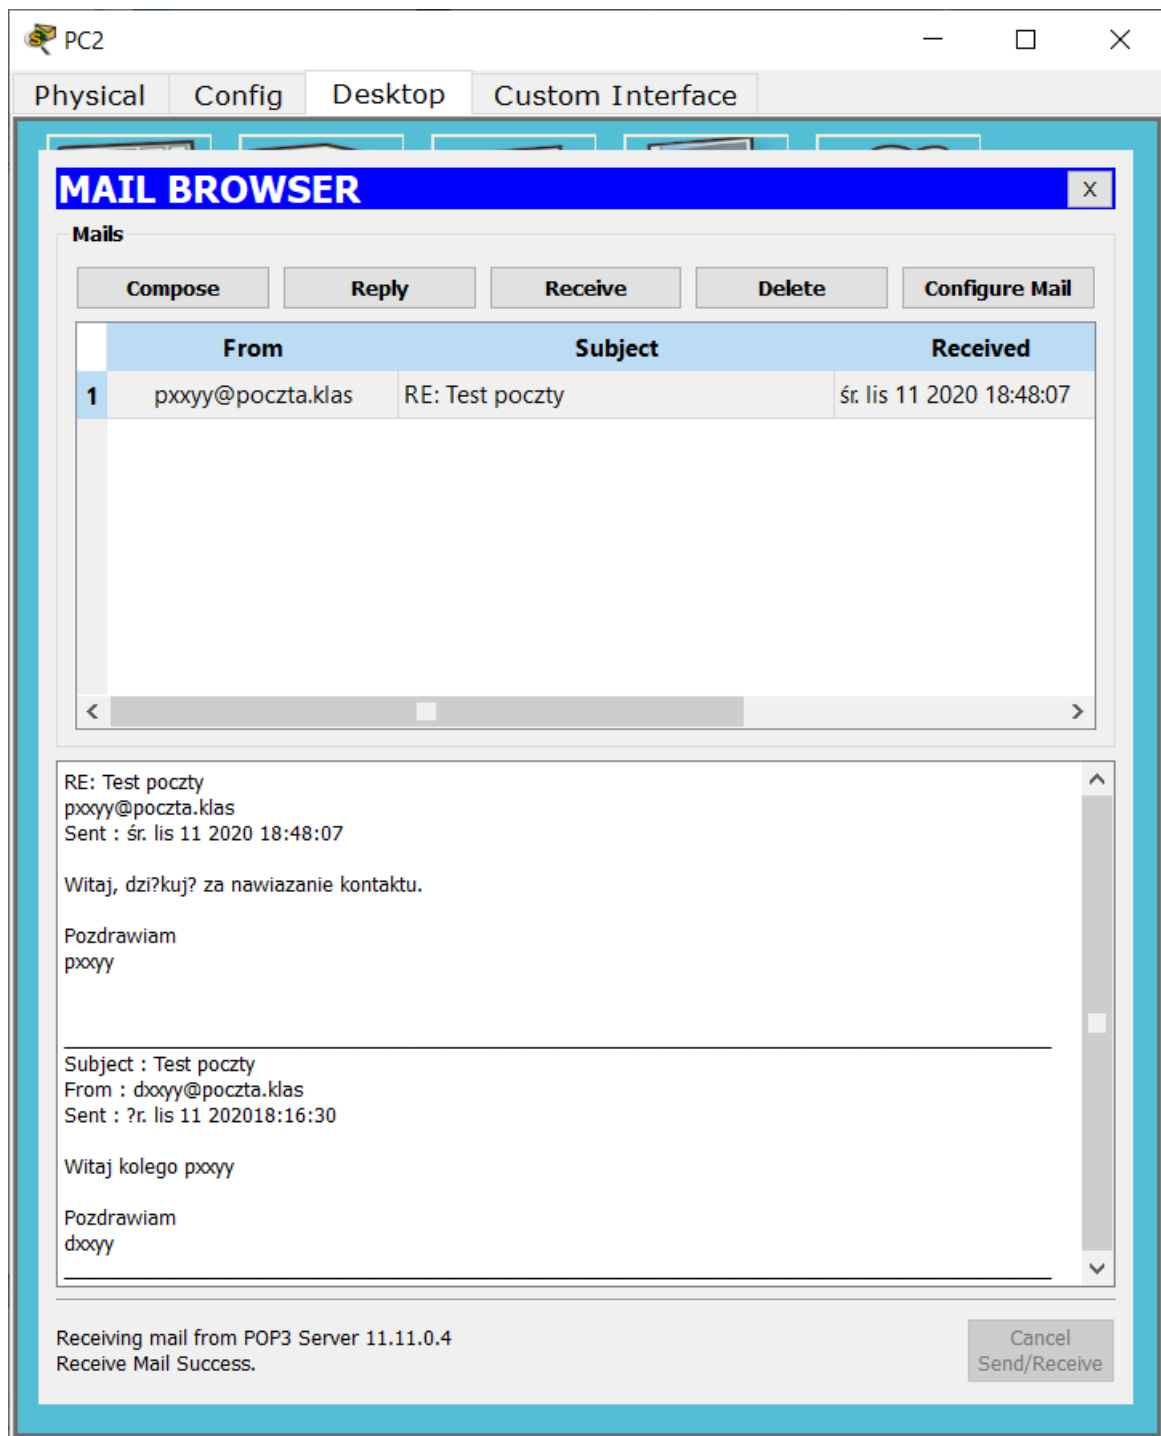 PC2
Physical Config Desktop Custom Interface
MAIL BROWSER X
Mails
Compose Reply Receive Delete Configure Mail
From Subject Received
1 pxxyy@poczta.klas RE: Test poczty śr. lis 11 2020 18:48:07
RE: Test poczty
pxxyy@poczta.klas
Sent : śr. lis 11 2020 18:48:07
Witaj, dzi?kuj? za nawiazanie kontaktu.
Pozdrawiam
pxxyy
Subject : Test poczty
From : dxxyy@poczta.klas
Sent : ?r. lis 11 202018:16:30
Witaj kolego pxxyy
Pozdrawiam
dxxyy
Receiving mail from POP3 Server 11.11.0.4
Receive Mail Success.
Cancel
Send/Receive